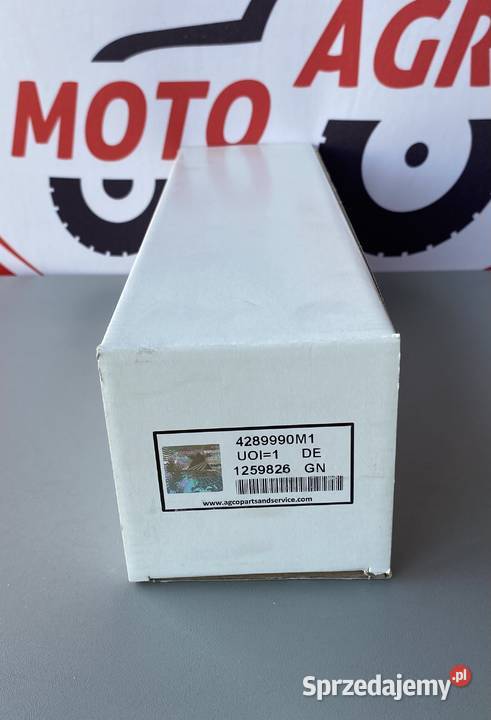 MOTO AGR
4289990M1
UOI=1 DE
1259826 GN
www.agcopartsandservice.com
Sprzedajemy.pl